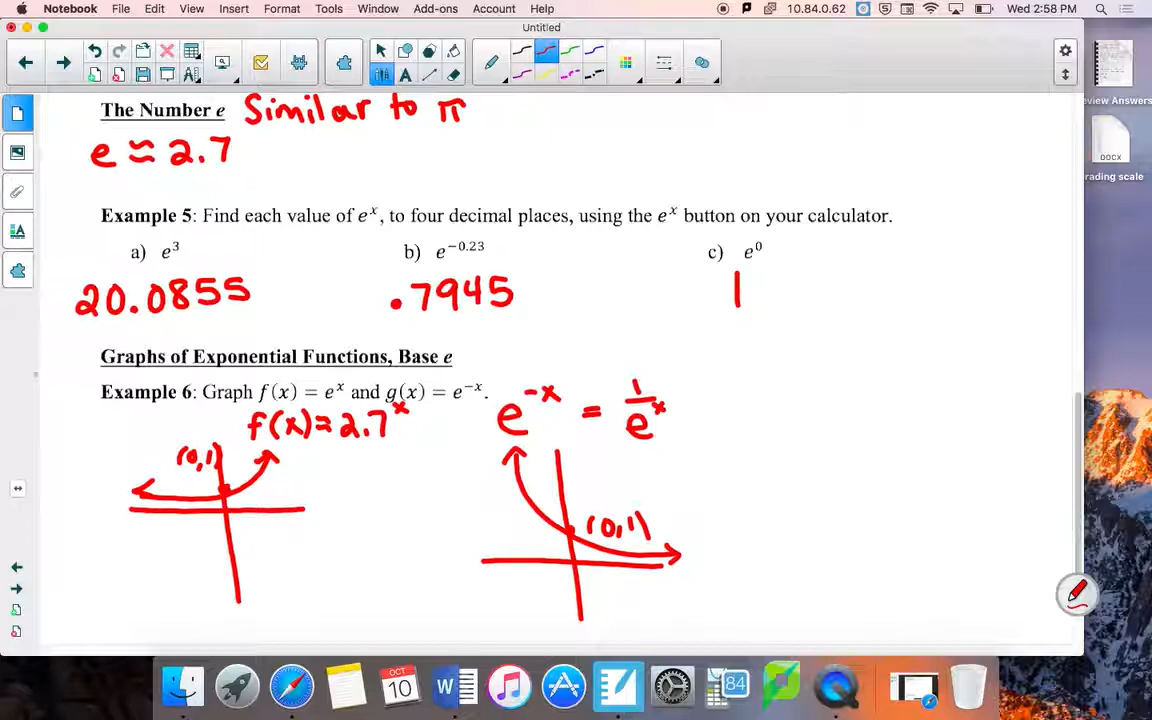 Notebook File Edit View Insert Format Tools Window Add-ons Account Help 10.84.0.62 Wed 2:58 PM
Untitled
The Number e Similar to π
e ≈ 2.7
Example 5: Find each value of eˣ, to four decimal places, using the eˣ button on your calculator.
a) e³ b) e⁻⁰·²³ c) e⁰
20.0855 .7945 1
Graphs of Exponential Functions, Base e
Example 6: Graph f(x) = eˣ and g(x) = e⁻ˣ.
f(x)≈2.7ˣ e⁻ˣ = 1/eˣ
(0,1)
(0,1)
view Answers
DOCX
rading scale
OCT
10
W
84